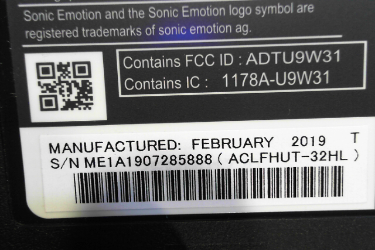 Sonic Emotion and the Sonic Emotion logo symbol are
registered trademarks of sonic emotion ag.
Contains FCC ID : ADTU9W31
Contains IC : 1178A-U9W31
MANUFACTURED: FEBRUARY 2019 T
S/N ME1A1907285888 ( ACLFHUT-32HL )